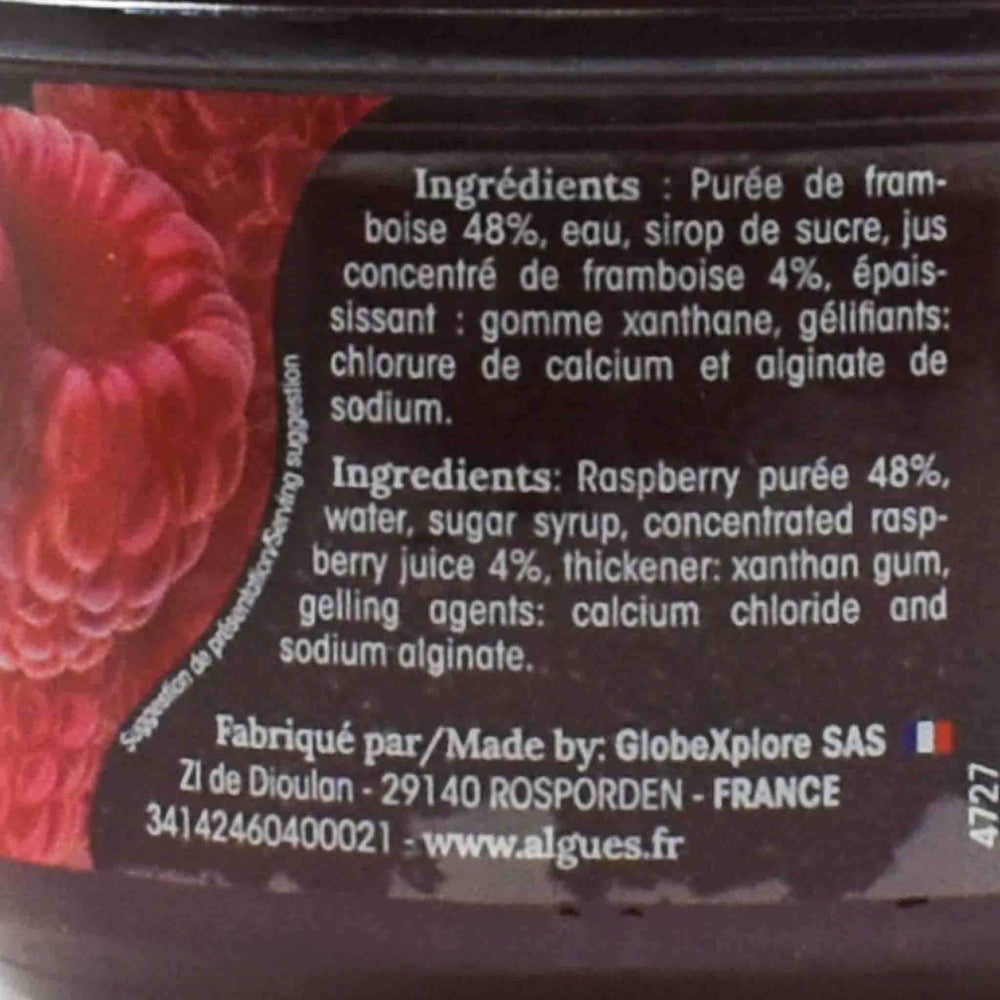 Ingrédients : Purée de fram-
boise 48%, eau, sirop de sucre, jus
concentré de framboise 4%, épais-
sissant : gomme xanthane, gélifiants:
chlorure de calcium et alginate de
sodium.
Ingredients: Raspberry purée 48%,
water, sugar syrup, concentrated rasp-
berry juice 4%, thickener: xanthan gum,
gelling agents: calcium chloride and
sodium alginate.
Suggestion de présentation/Serving suggestion
Fabriqué par/Made by: GlobeXplore SAS
ZI de Dioulan - 29140 ROSPORDEN - FRANCE
34142460400021 - www.algues.fr
4727